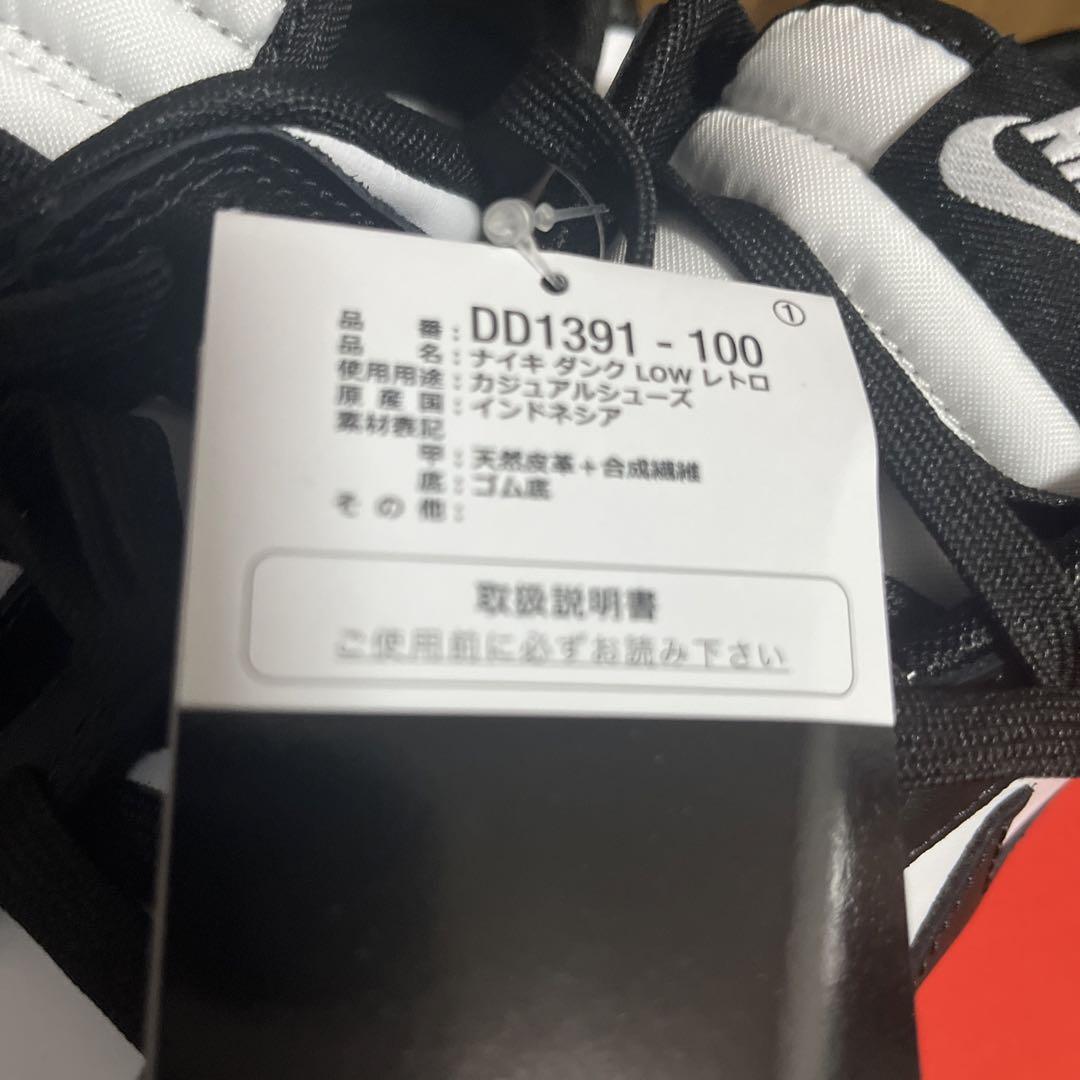 ①
品番：DD1391 - 100
品名：ナイキ ダンク LOW レトロ
使用用途：カジュアルシューズ
原産国：インドネシア
素材表記
甲：天然皮革＋合成繊維
底：ゴム底
その他：
取扱説明書
ご使用前に必ずお読み下さい